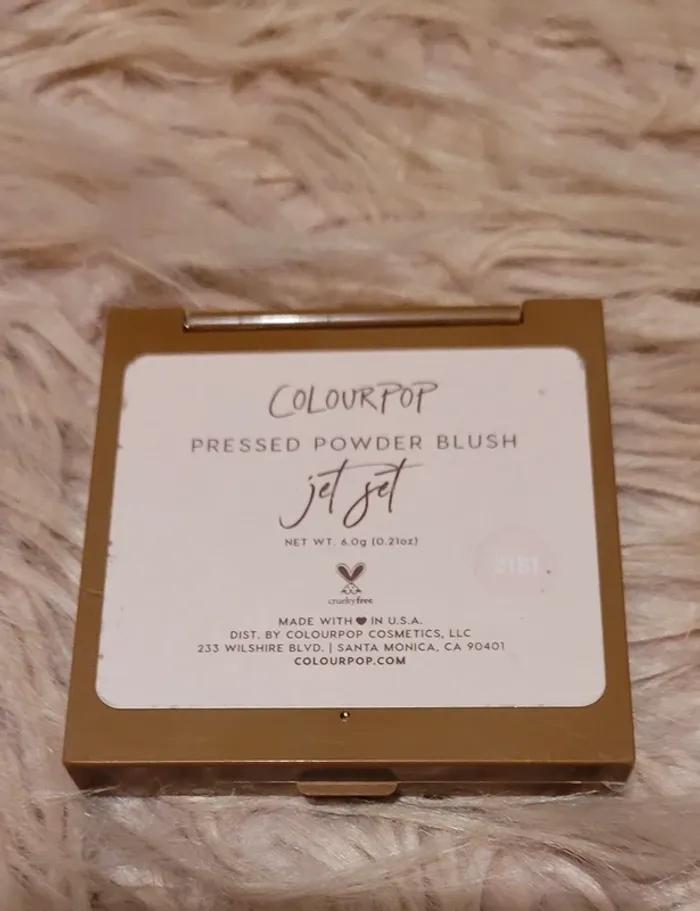 COLOURPOP
PRESSED POWDER BLUSH
jet set
NET WT. 6.0g (0.21oz)
crueltyfree
MADE WITH ♥ IN U.S.A.
DIST. BY COLOURPOP COSMETICS, LLC
233 WILSHIRE BLVD. | SANTA MONICA, CA 90401
COLOURPOP.COM